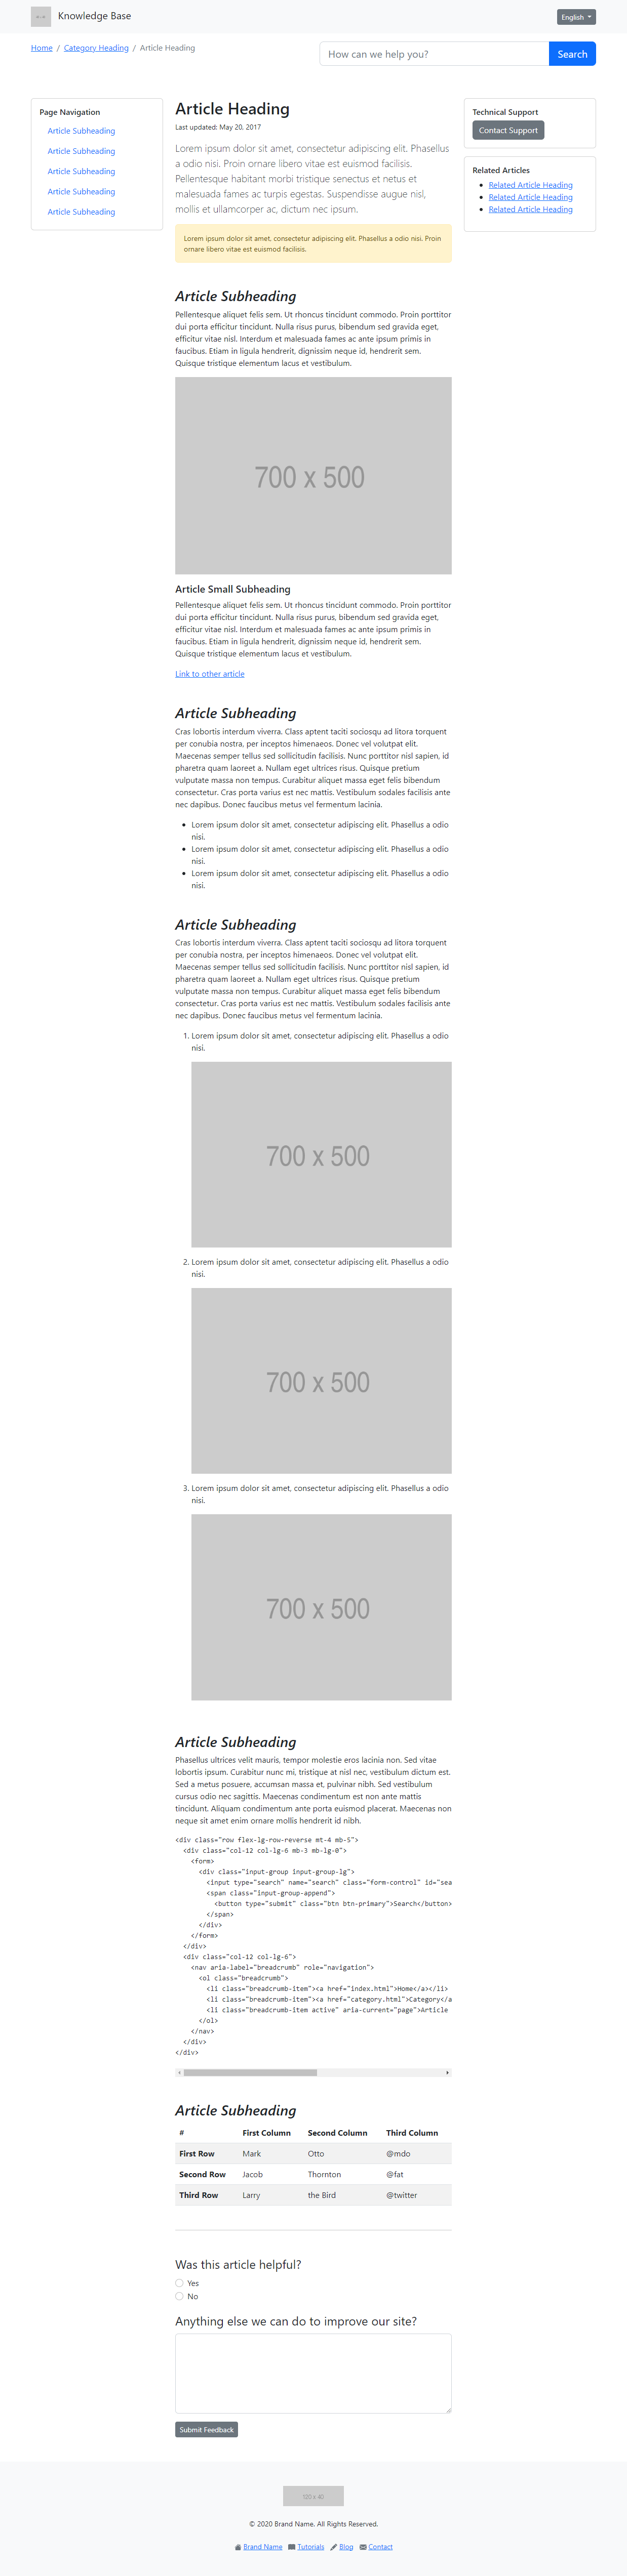 Knowledge Base
English
Home / Category Heading / Article Heading
How can we help you?
Search
Page Navigation
Article Subheading
Article Subheading
Article Subheading
Article Subheading
Article Subheading
Article Heading
Last updated: May 20, 2017
Lorem ipsum dolor sit amet, consectetur adipiscing elit. Phasellus
a odio nisi. Proin ornare libero vitae est euismod facilisis.
Pellentesque habitant morbi tristique senectus et netus et
malesuada fames ac turpis egestas. Suspendisse augue nisl,
mollis et ullamcorper ac, dictum nec ipsum.
Lorem ipsum dolor sit amet, consectetur adipiscing elit. Phasellus a odio nisi. Proin
ornare libero vitae est euismod facilisis.
Technical Support
Contact Support
Related Articles
Related Article Heading
Related Article Heading
Related Article Heading
Article Subheading
Pellentesque aliquet felis sem. Ut rhoncus tincidunt commodo. Proin porttitor
dui porta efficitur tincidunt. Nulla risus purus, bibendum sed gravida eget,
efficitur vitae nisl. Interdum et malesuada fames ac ante ipsum primis in
faucibus. Etiam in ligula hendrerit, dignissim neque id, hendrerit sem.
Quisque tristique elementum lacus et vestibulum.
700 x 500
Article Small Subheading
Pellentesque aliquet felis sem. Ut rhoncus tincidunt commodo. Proin porttitor
dui porta efficitur tincidunt. Nulla risus purus, bibendum sed gravida eget,
efficitur vitae nisl. Interdum et malesuada fames ac ante ipsum primis in
faucibus. Etiam in ligula hendrerit, dignissim neque id, hendrerit sem.
Quisque tristique elementum lacus et vestibulum.
Link to other article
Article Subheading
Cras lobortis interdum viverra. Class aptent taciti sociosqu ad litora torquent
per conubia nostra, per inceptos himenaeos. Donec vel volutpat elit.
Maecenas semper tellus sed sollicitudin facilisis. Nunc porttitor nisl sapien, id
pharetra quam laoreet a. Nullam eget ultrices risus. Quisque pretium
vulputate massa non tempus. Curabitur aliquet massa eget felis bibendum
consectetur. Cras porta varius est nec mattis. Vestibulum sodales facilisis ante
nec dapibus. Donec faucibus metus vel fermentum lacinia.
Lorem ipsum dolor sit amet, consectetur adipiscing elit. Phasellus a odio
nisi.
Lorem ipsum dolor sit amet, consectetur adipiscing elit. Phasellus a odio
nisi.
Lorem ipsum dolor sit amet, consectetur adipiscing elit. Phasellus a odio
nisi.
Article Subheading
Cras lobortis interdum viverra. Class aptent taciti sociosqu ad litora torquent
per conubia nostra, per inceptos himenaeos. Donec vel volutpat elit.
Maecenas semper tellus sed sollicitudin facilisis. Nunc porttitor nisl sapien, id
pharetra quam laoreet a. Nullam eget ultrices risus. Quisque pretium
vulputate massa non tempus. Curabitur aliquet massa eget felis bibendum
consectetur. Cras porta varius est nec mattis. Vestibulum sodales facilisis ante
nec dapibus. Donec faucibus metus vel fermentum lacinia.
1. Lorem ipsum dolor sit amet, consectetur adipiscing elit. Phasellus a odio
nisi.
700 x 500
2. Lorem ipsum dolor sit amet, consectetur adipiscing elit. Phasellus a odio
nisi.
700 x 500
3. Lorem ipsum dolor sit amet, consectetur adipiscing elit. Phasellus a odio
nisi.
700 x 500
Article Subheading
Phasellus ultrices velit mauris, tempor molestie eros lacinia non. Sed vitae
lobortis ipsum. Curabitur nunc mi, tristique at nisl nec, vestibulum dictum est.
Sed a metus posuere, accumsan massa et, pulvinar nibh. Sed vestibulum
cursus odio nec sagittis. Maecenas condimentum est non ante mattis
tincidunt. Aliquam condimentum ante porta euismod placerat. Maecenas non
neque sit amet enim ornare mollis hendrerit id nibh.
<div class="row flex-lg-row-reverse mt-4 mb-5">
<div class="col-12 col-lg-6 mb-3 mb-lg-0">
<form>
<div class="input-group input-group-lg">
<input type="search" name="search" class="form-control" id="sea
<span class="input-group-append">
<button type="submit" class="btn btn-primary">Search</button>
</span>
</div>
</form>
</div>
<div class="col-12 col-lg-6">
<nav aria-label="breadcrumb" role="navigation">
<ol class="breadcrumb">
<li class="breadcrumb-item"><a href="index.html">Home</a></li>
<li class="breadcrumb-item"><a href="category.html">Category</a
<li class="breadcrumb-item active" aria-current="page">Article
</ol>
</nav>
</div>
</div>
Article Subheading
# First Column Second Column Third Column
First Row Mark Otto @mdo
Second Row Jacob Thornton @fat
Third Row Larry the Bird @twitter
Was this article helpful?
Yes
No
Anything else we can do to improve our site?
Submit Feedback
120 x 40
© 2020 Brand Name. All Rights Reserved.
Brand Name Tutorials Blog Contact